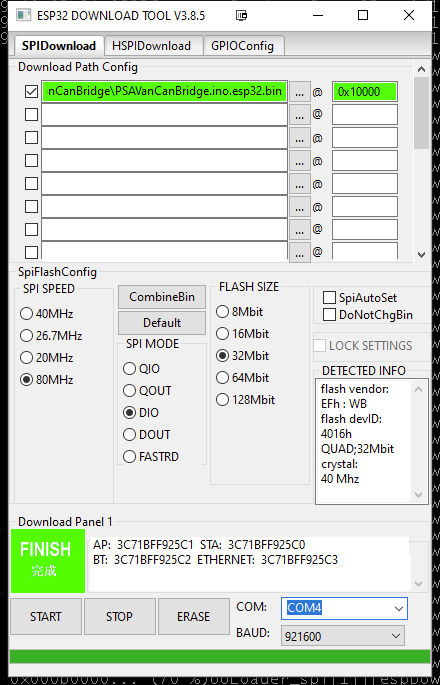 ESP32 DOWNLOAD TOOL V3.8.5
SPIDownload HSPIDownload GPIOConfig
Download Path Config
nCanBridge\PSAVanCanBridge.ino.esp32.bin ... @ 0x10000
... @
... @
... @
... @
... @
... @
... @
SpiFlashConfig
SPI SPEED
40MHz
26.7MHz
20MHz
80MHz
CombineBin
Default
SPI MODE
QIO
QOUT
DIO
DOUT
FASTRD
FLASH SIZE
8Mbit
16Mbit
32Mbit
64Mbit
128Mbit
SpiAutoSet
DoNotChgBin
LOCK SETTINGS
DETECTED INFO
flash vendor:
EFh : WB
flash devID:
4016h
QUAD;32Mbit
crystal:
40 Mhz
Download Panel 1
FINISH
完成
AP: 3C71BFF925C1 STA: 3C71BFF925C0
BT: 3C71BFF925C2 ETHERNET: 3C71BFF925C3
START STOP ERASE
COM: COM4
BAUD: 921600